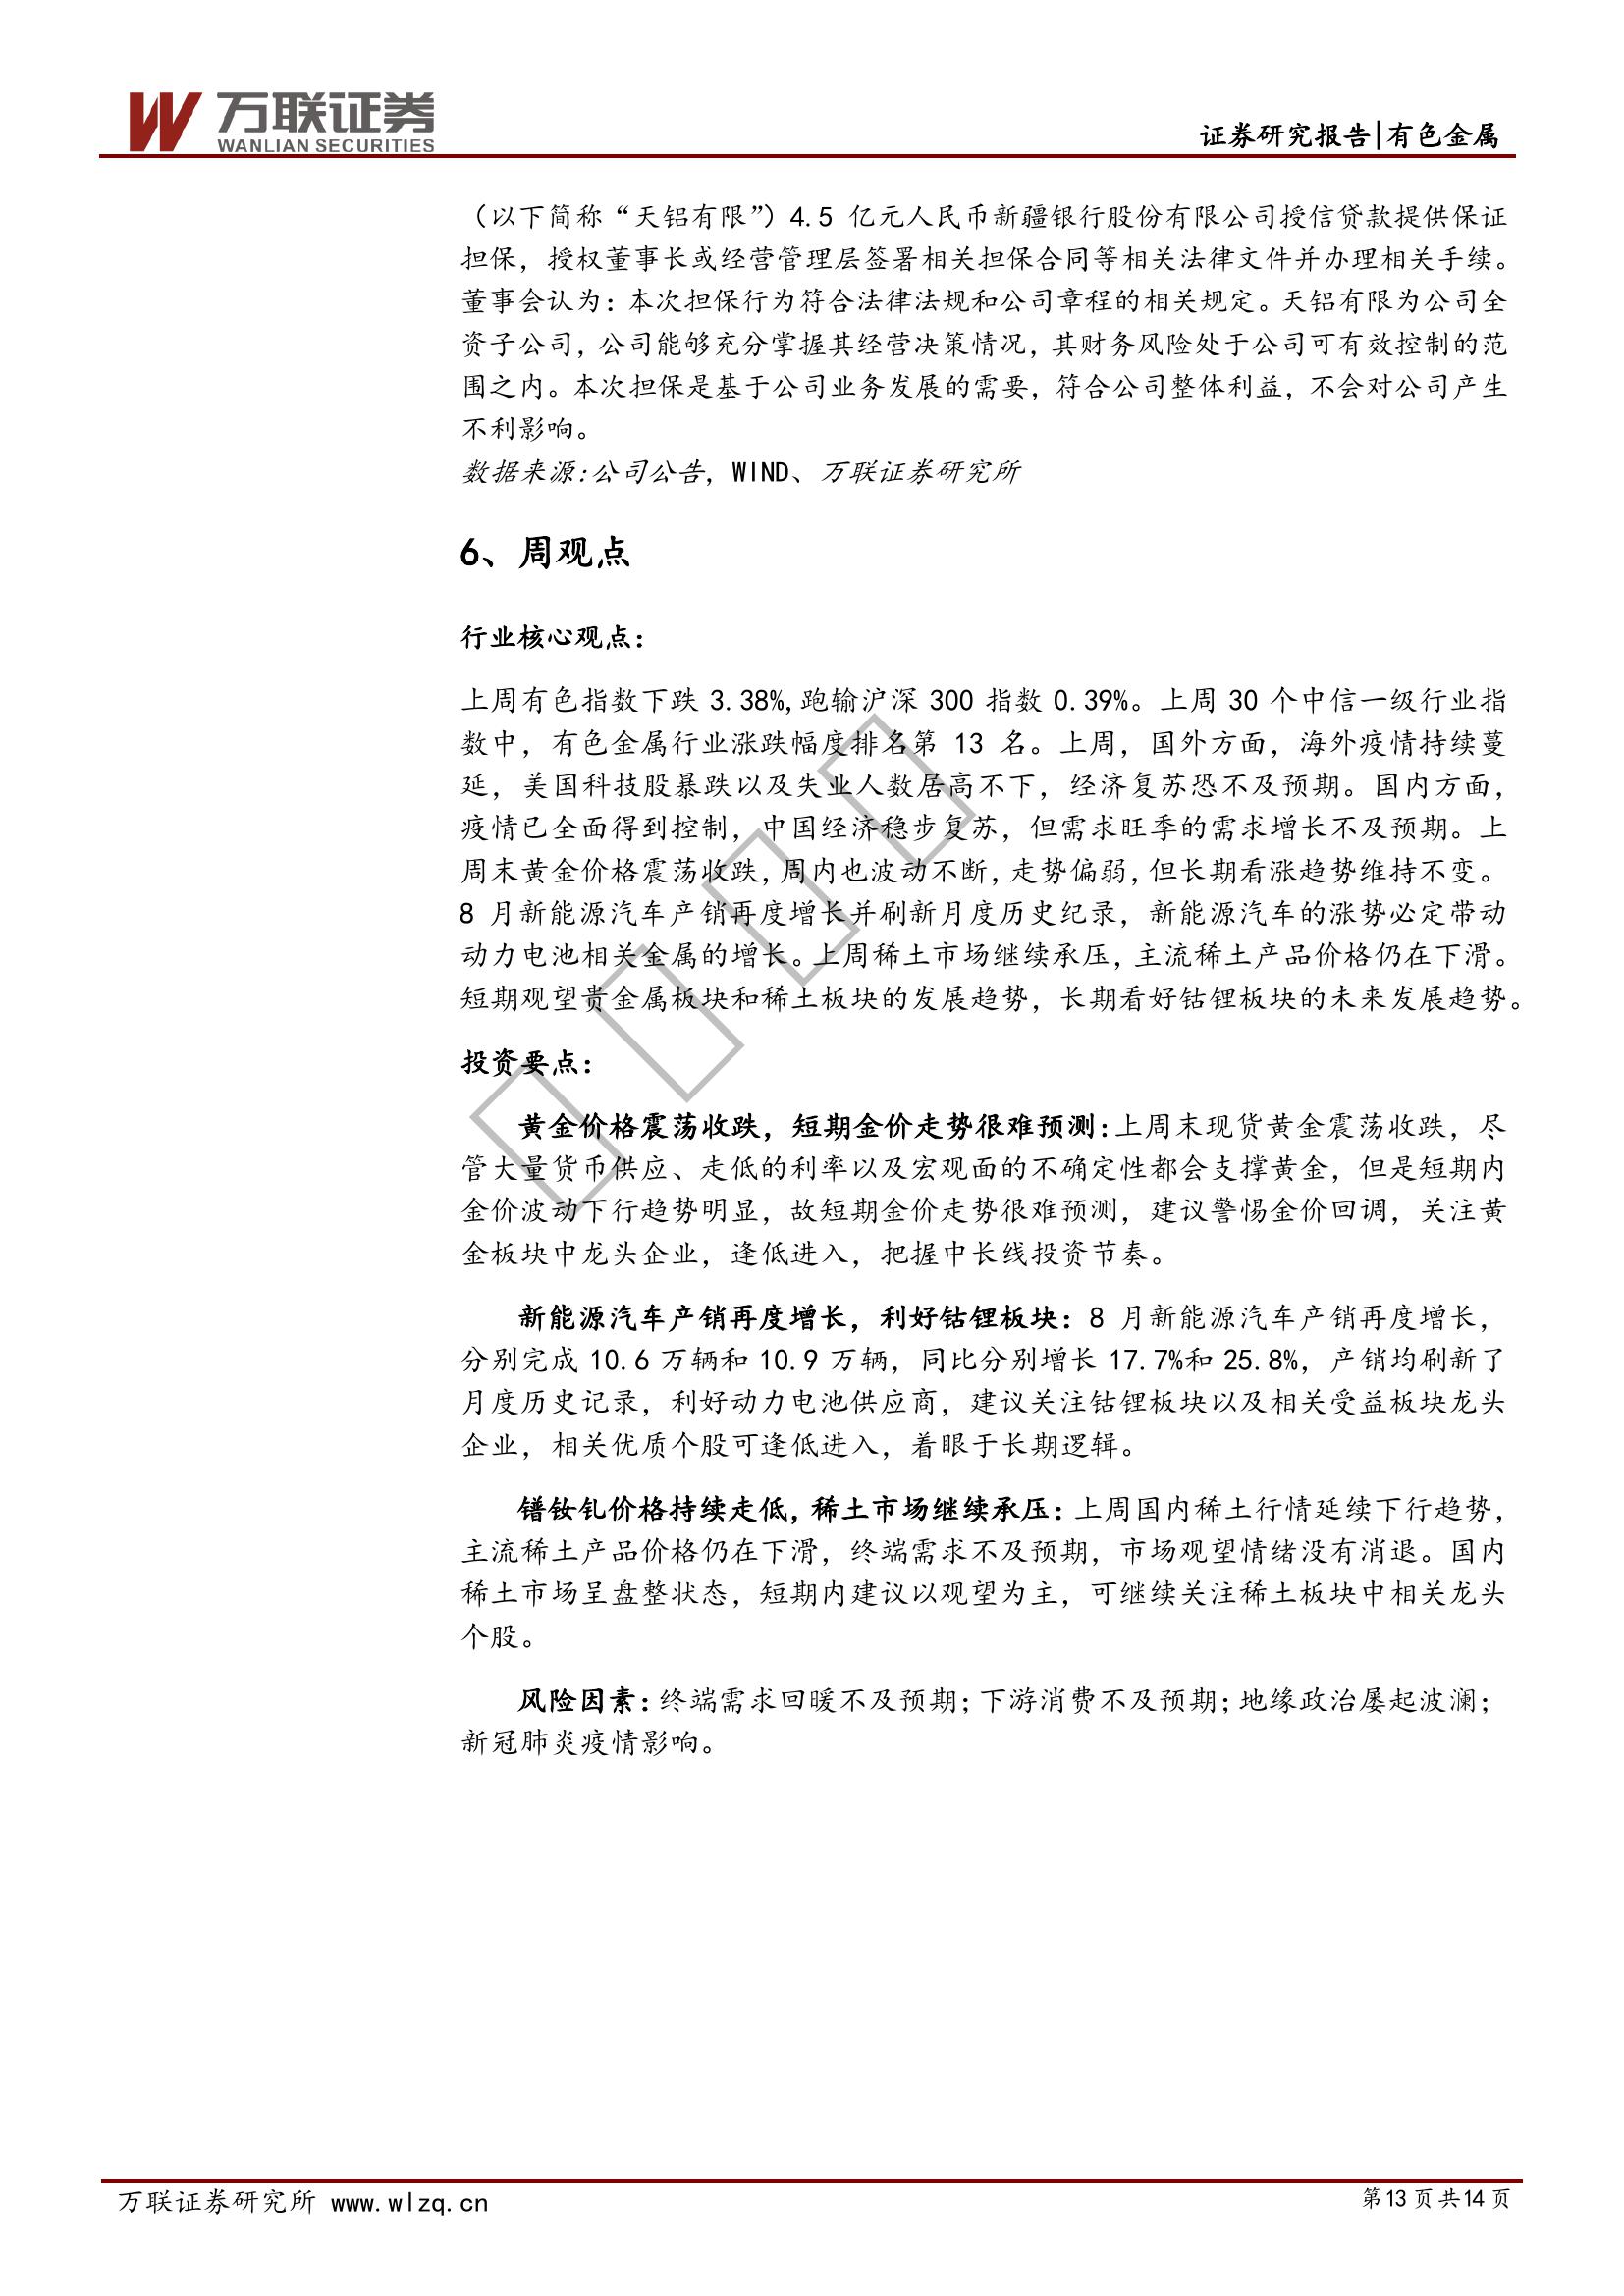 万联证券
WANLIAN SECURITIES
证券研究报告|有色金属
（以下简称“天铝有限”）4.5 亿元人民币新疆银行股份有限公司授信贷款提供保证
担保，授权董事长或经营管理层签署相关担保合同等相关法律文件并办理相关手续。
董事会认为：本次担保行为符合法律法规和公司章程的相关规定。天铝有限为公司全
资子公司，公司能够充分掌握其经营决策情况，其财务风险处于公司可有效控制的范
围之内。本次担保是基于公司业务发展的需要，符合公司整体利益，不会对公司产生
不利影响。
数据来源：公司公告，WIND、万联证券研究所
6、周观点
行业核心观点：
上周有色指数下跌 3.38%,跑输沪深 300 指数 0.39%。上周 30 个中信一级行业指
数中，有色金属行业涨跌幅度排名第 13 名。上周，国外方面，海外疫情持续蔓
延，美国科技股暴跌以及失业人数居高不下，经济复苏恐不及预期。国内方面，
疫情已全面得到控制，中国经济稳步复苏，但需求旺季的需求增长不及预期。上
周末黄金价格震荡收跌，周内也波动不断，走势偏弱，但长期看涨趋势维持不变。
8 月新能源汽车产销再度增长并刷新月度历史纪录，新能源汽车的涨势必定带动
动力电池相关金属的增长。上周稀土市场继续承压，主流稀土产品价格仍在下滑。
短期观望贵金属板块和稀土板块的发展趋势，长期看好钴锂板块的未来发展趋势。
投资要点：
黄金价格震荡收跌，短期金价走势很难预测：上周末现货黄金震荡收跌，尽
管大量货币供应、走低的利率以及宏观面的不确定性都会支撑黄金，但是短期内
金价波动下行趋势明显，故短期金价走势很难预测，建议警惕金价回调，关注黄
金板块中龙头企业，逢低进入，把握中长线投资节奏。
新能源汽车产销再度增长，利好钴锂板块：8 月新能源汽车产销再度增长，
分别完成 10.6 万辆和 10.9 万辆，同比分别增长 17.7%和 25.8%，产销均刷新了
月度历史记录，利好动力电池供应商，建议关注钴锂板块以及相关受益板块龙头
企业，相关优质个股可逢低进入，着眼于长期逻辑。
镨钕钆价格持续走低，稀土市场继续承压：上周国内稀土行情延续下行趋势，
主流稀土产品价格仍在下滑，终端需求不及预期，市场观望情绪没有消退。国内
稀土市场呈盘整状态，短期内建议以观望为主，可继续关注稀土板块中相关龙头
个股。
风险因素：终端需求回暖不及预期；下游消费不及预期；地缘政治屡起波澜；
新冠肺炎疫情影响。
万联证券研究所 www.wlzq.cn
第13 页 共14 页